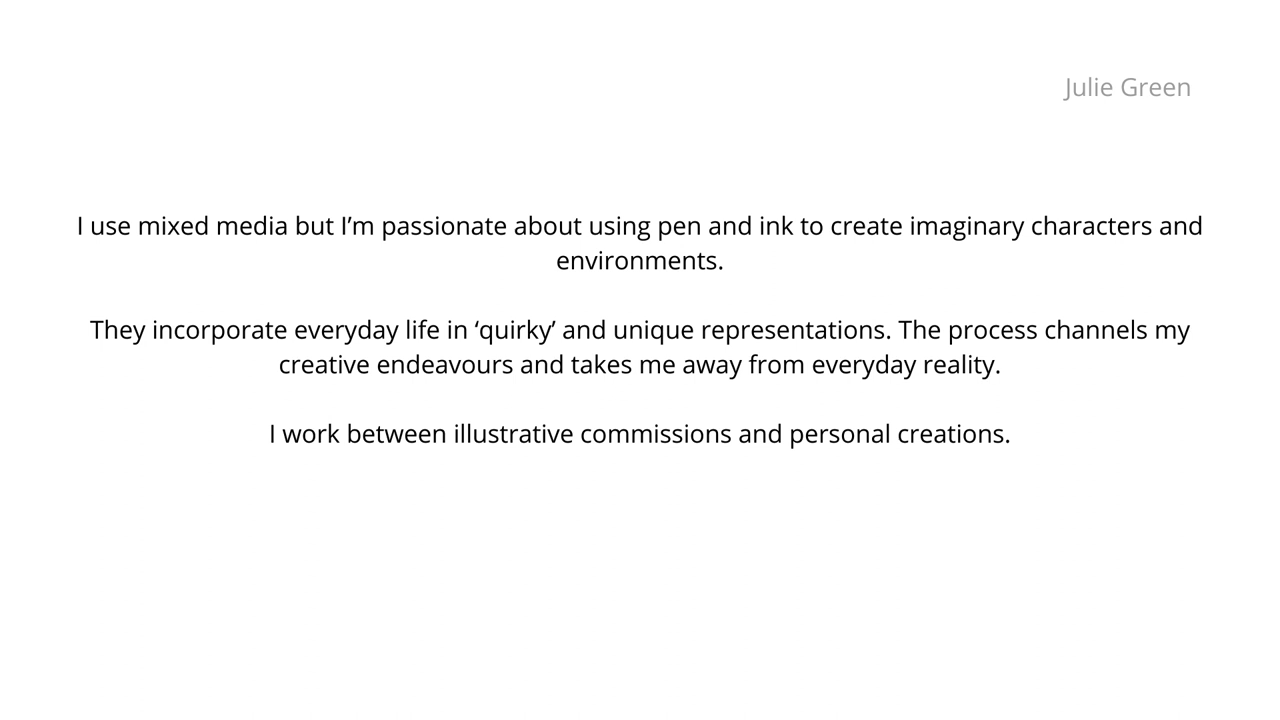 Julie Green
I use mixed media but I’m passionate about using pen and ink to create imaginary characters and
environments.
They incorporate everyday life in ‘quirky’ and unique representations. The process channels my
creative endeavours and takes me away from everyday reality.
I work between illustrative commissions and personal creations.